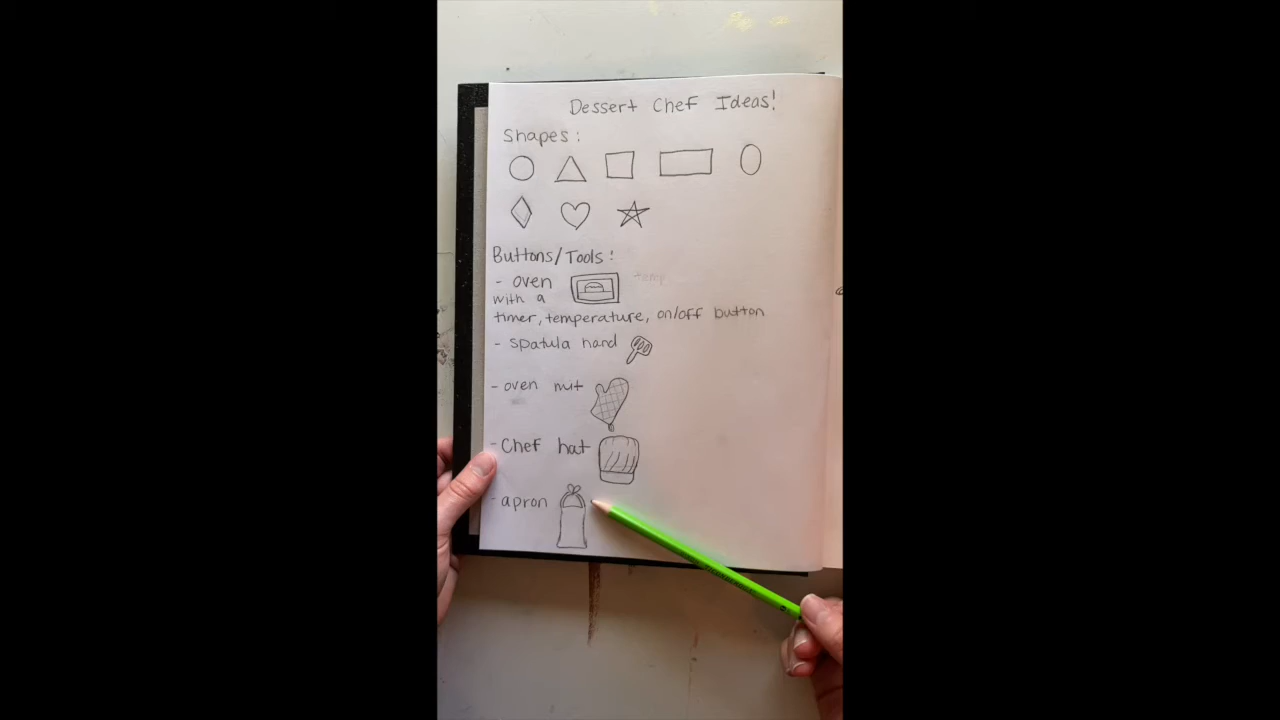 Dessert Chef Ideas!
Shapes:
Buttons/Tools:
- oven temp
with a
timer, temperature, on/off button
- spatula hand
- oven mit
- Chef hat
- apron